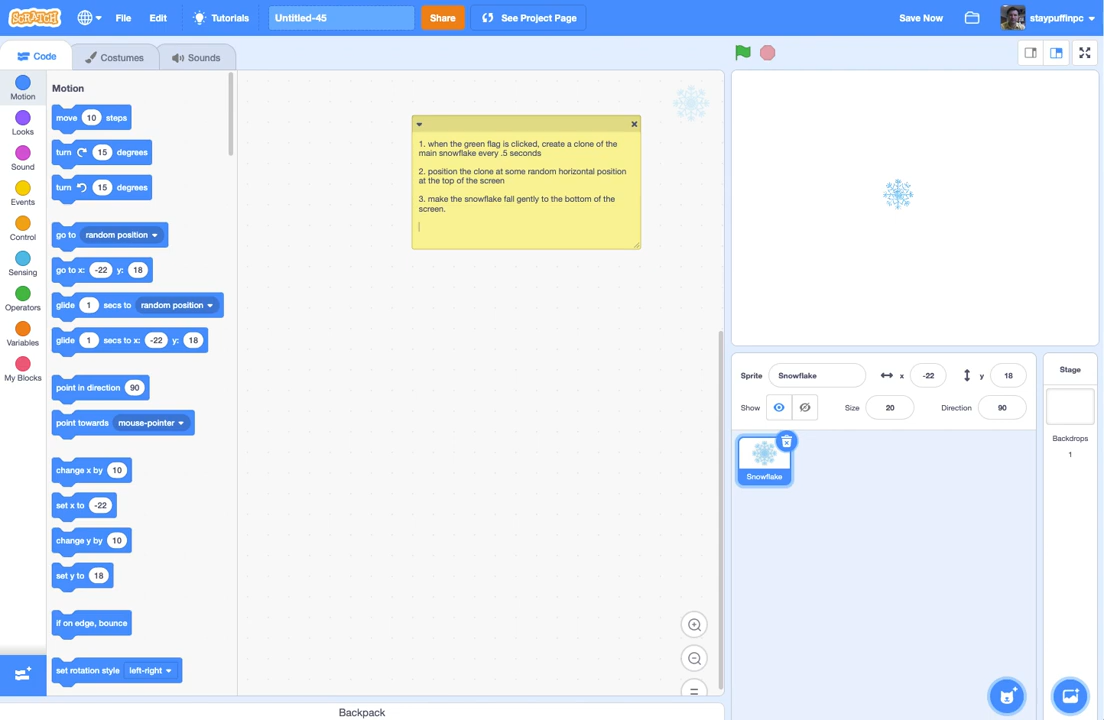 SCRATCH
File
Edit
Tutorials
Untitled-45
Share
See Project Page
Save Now
staypuffinpc
Code
Costumes
Sounds
Motion
Looks
Sound
Events
Control
Sensing
Operators
Variables
My Blocks
Motion
move 10 steps
turn 15 degrees
turn 15 degrees
go to random position
go to x: -22 y: 18
glide 1 secs to random position
glide 1 secs to x: -22 y: 18
point in direction 90
point towards mouse-pointer
change x by 10
set x to -22
change y by 10
set y to 18
if on edge, bounce
set rotation style left-right
1. when the green flag is clicked, create a clone of the
main snowflake every .5 seconds
2. position the clone at some random horizontal position
at the top of the screen
3. make the snowflake fall gently to the bottom of the
screen.
Backpack
Sprite Snowflake x -22 y 18
Show Size 20 Direction 90
Snowflake
Stage
Backdrops
1